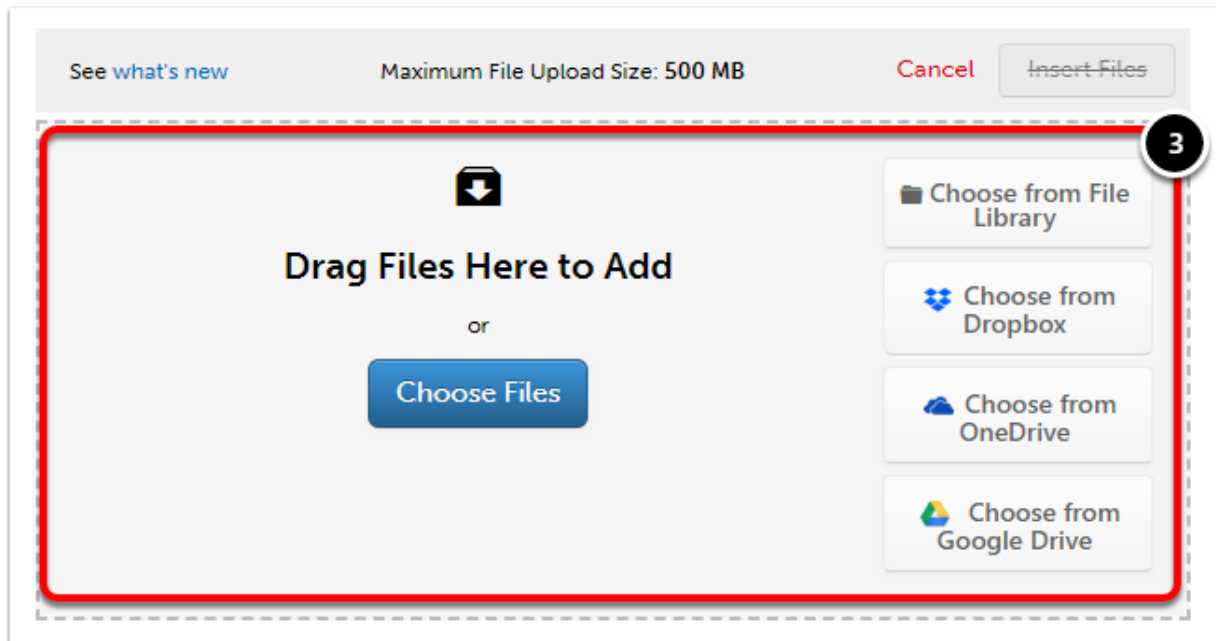 See what's new
Maximum File Upload Size: 500 MB
Cancel
Insert Files
3
Drag Files Here to Add
or
Choose Files
Choose from File
Library
Choose from
Dropbox
Choose from
OneDrive
Choose from
Google Drive